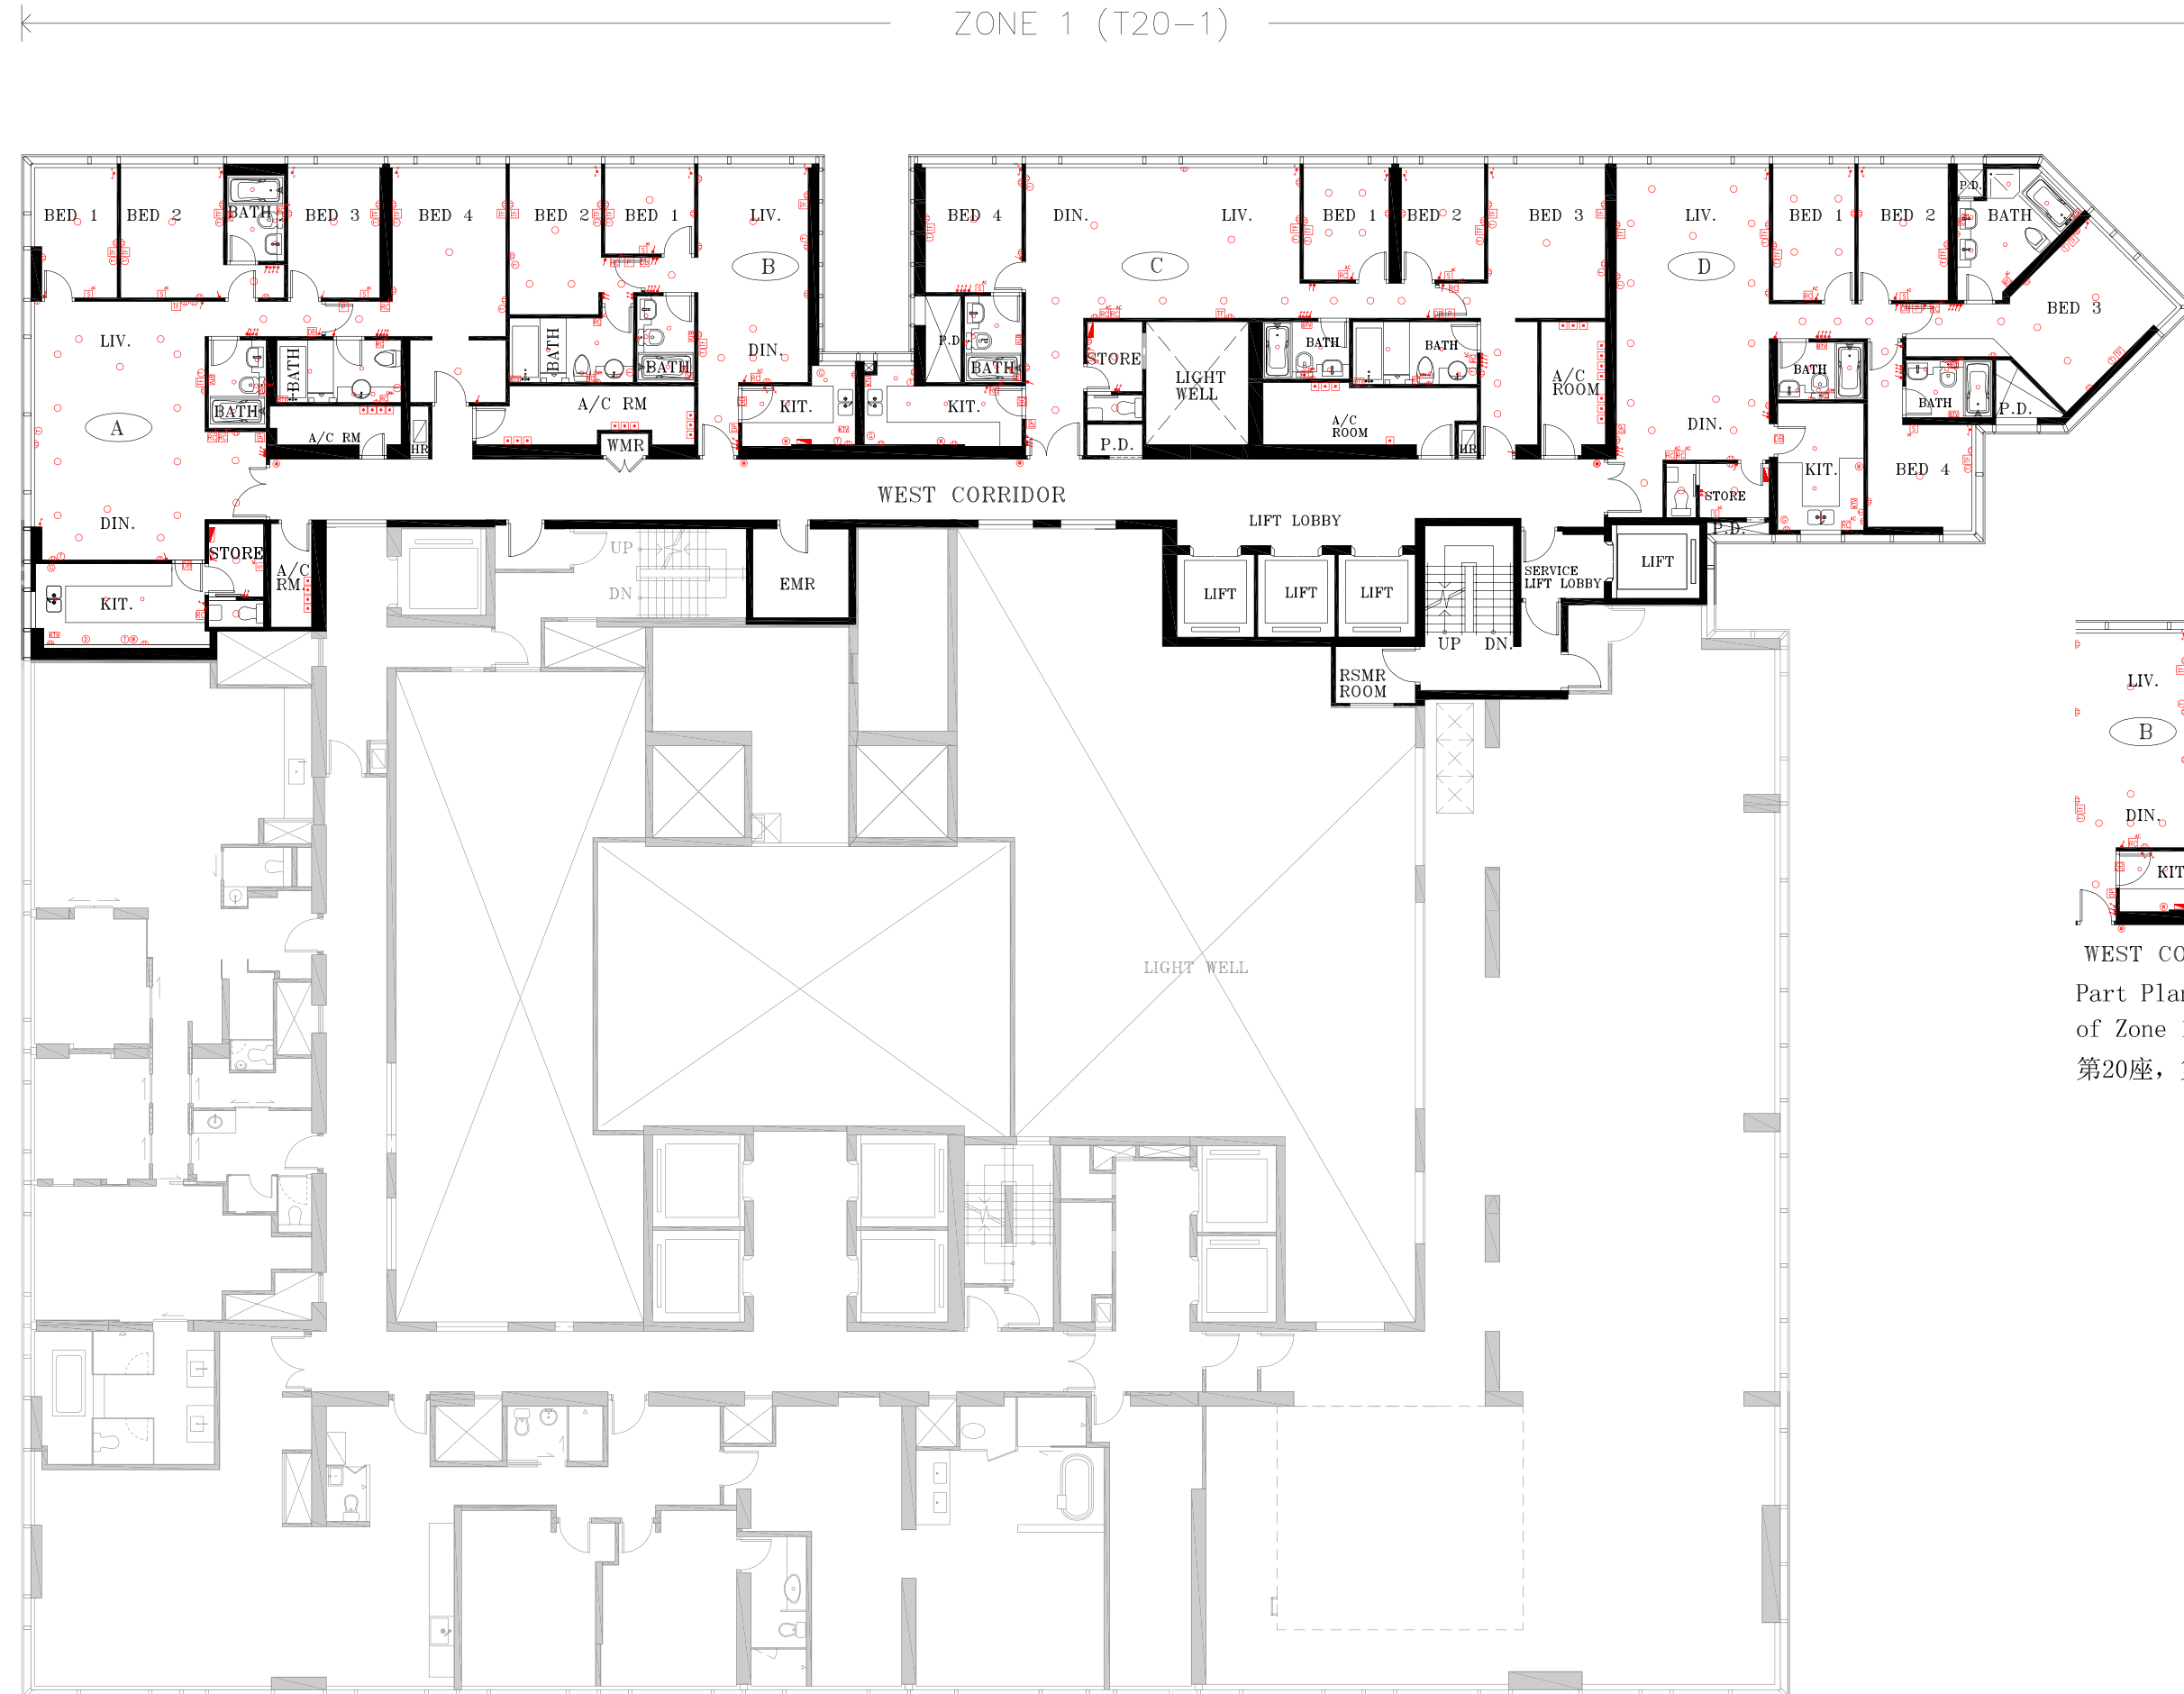 ZONE 1 (T20-1)
BED 1
BED 2
BATH
BED 3
BED 4
BED 2
BED 1
LIV.
B
BED 4
DIN.
LIV.
C
BED 1
BED 2
BED 3
LIV.
D
BED 1
BED 2
P.D.
BATH
BED 3
LIV.
BATH
BATH
DIN.
BATH
P.D.
BATH
STORE
LIGHT
WELL
BATH
BATH
A/C
ROOM
BATH
BATH
P.D.
A
BATH
A/C RM
HR
A/C RM
WMR
KIT.
KIT.
P.D.
A/C
ROOM
HR
DIN.
KIT.
BED 4
STORE
P.D.
WEST CORRIDOR
LIFT LOBBY
DIN.
STORE
A/C
RM.
KIT.
UP
DN
EMR
LIFT
LIFT
LIFT
UP
DN.
SERVICE
LIFT LOBBY
LIFT
RSMR
ROOM
LIV.
B
DIN.
LIGHT WELL
WEST CO
Part Plan
of Zone
第20座，